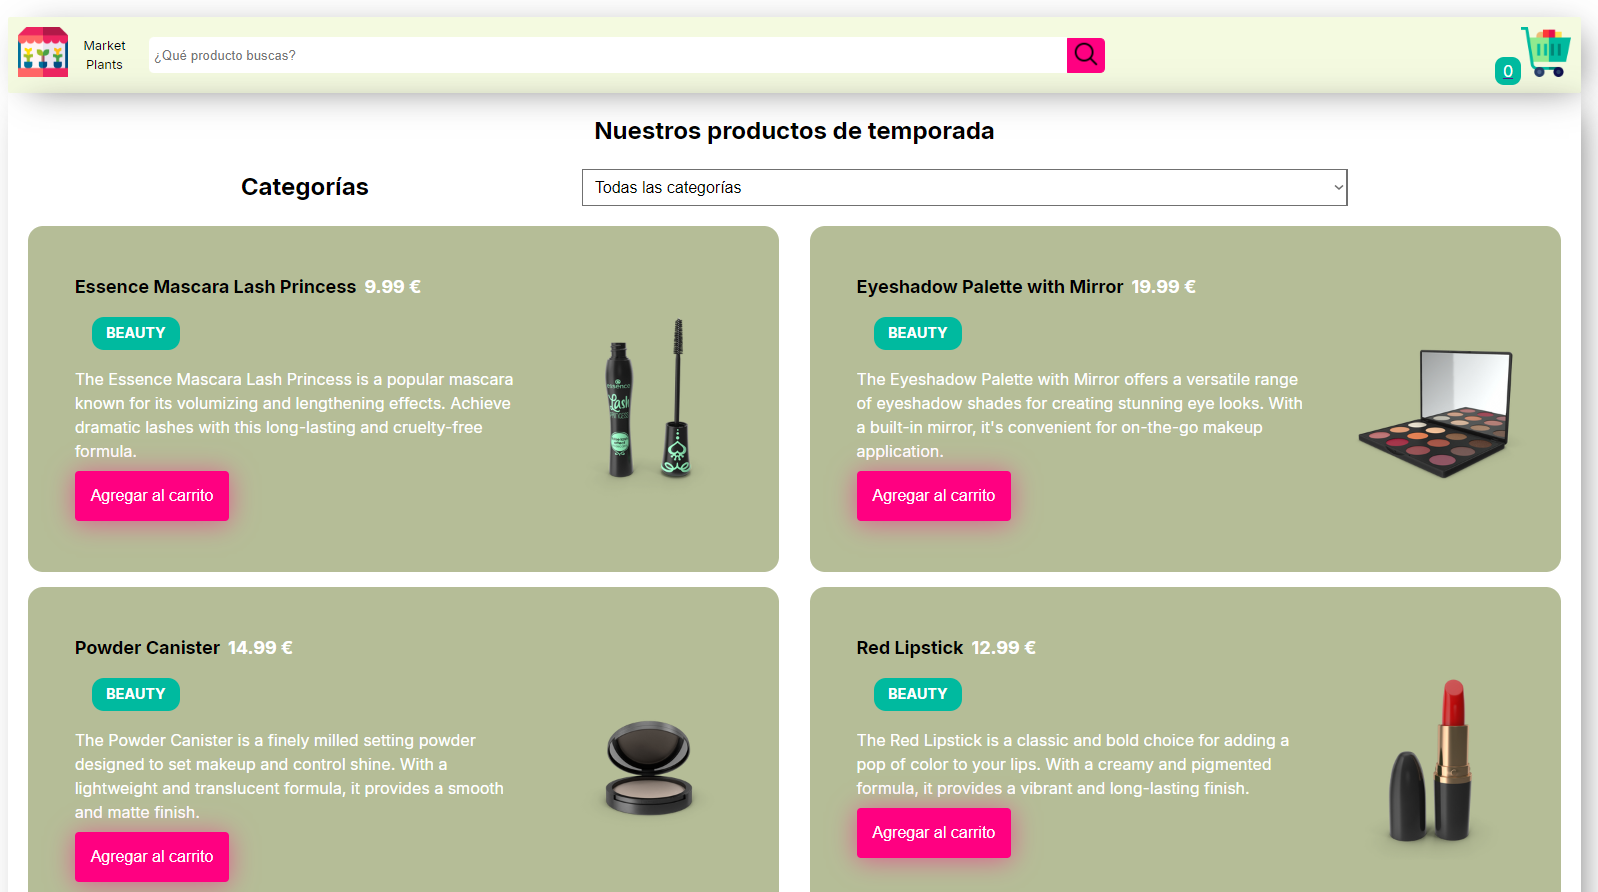 Market
Plants
¿Qué producto buscas?
0
Nuestros productos de temporada
Categorías
Todas las categorías
Essence Mascara Lash Princess 9.99 €
BEAUTY
The Essence Mascara Lash Princess is a popular mascara
known for its volumizing and lengthening effects. Achieve
dramatic lashes with this long-lasting and cruelty-free
formula.
Agregar al carrito
essence
Lash
PRINCESS
Eyeshadow Palette with Mirror 19.99 €
BEAUTY
The Eyeshadow Palette with Mirror offers a versatile range
of eyeshadow shades for creating stunning eye looks. With
a built-in mirror, it's convenient for on-the-go makeup
application.
Agregar al carrito
Powder Canister 14.99 €
BEAUTY
The Powder Canister is a finely milled setting powder
designed to set makeup and control shine. With a
lightweight and translucent formula, it provides a smooth
and matte finish.
Agregar al carrito
Red Lipstick 12.99 €
BEAUTY
The Red Lipstick is a classic and bold choice for adding a
pop of color to your lips. With a creamy and pigmented
formula, it provides a vibrant and long-lasting finish.
Agregar al carrito